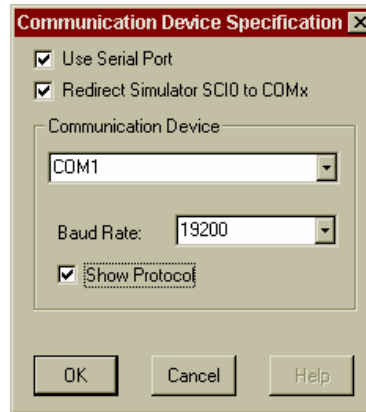 Communication Device Specification
Use Serial Port
Redirect Simulator SCI0 to COMx
Communication Device
COM1
Baud Rate: 19200
Show Protocol
OK Cancel Help